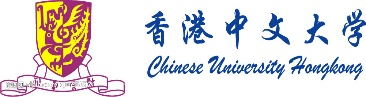 香港中文大学
Chinese University Hongkong